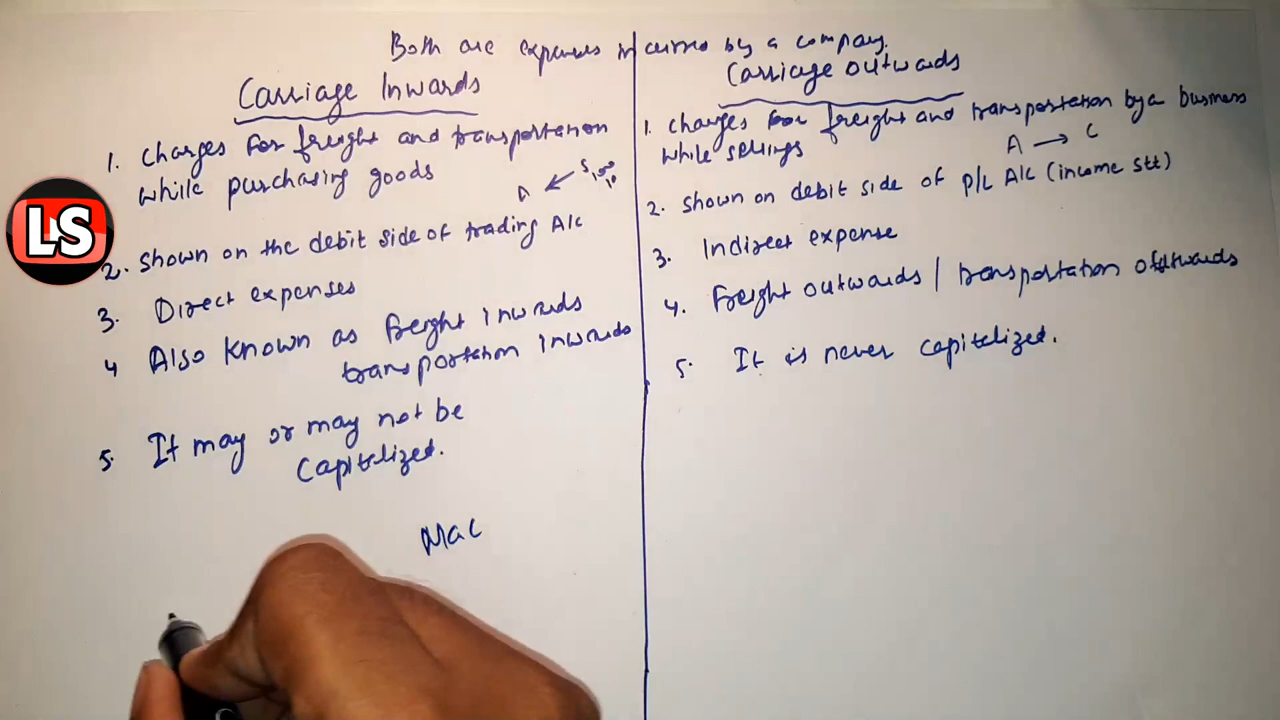 Both are expenses incurred by a company.
Carriage Inwards
1. Charges for freight and transportation
while purchasing goods
A ← S 100
10
2. shown on the debit side of trading A/c
3. Direct expenses
4 Also known as freight inwards
transportation inwards
5. It may or may not be
Capitalized.
Mac
Carriage outwards
1. Charges for freight and transportation by a business
while sellings
A → C
2. shown on debit side of P/L A/c (income stt)
3. Indirect expense
4. Freight outwards / transportation outwards
5. It is never capitalized.
LS